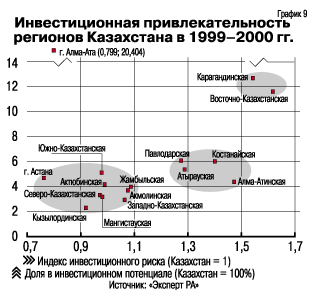 График 9
Инвестиционная привлекательность
регионов Казахстана в 1999–2000 гг.
г. Алма-Ата (0,799; 20,404)
14
12
10
8
6
4
2
0
Карагандинская
Восточно-Казахстанская
Южно-Казахстанская
Павлодарская
Костанайская
г. Астана
Актюбинская
Жамбыльская
Атырауская
Алма-Атинская
Северо-Казахстанская
Акмолинская
Западно-Казахстанская
Кызылординская
Мангистауская
0,7
0,9
1,1
1,3
1,5
1,7
Индекс инвестиционного риска (Казахстан = 1)
Доля в инвестиционном потенциале (Казахстан = 100%)
Источник: «Эксперт РА»